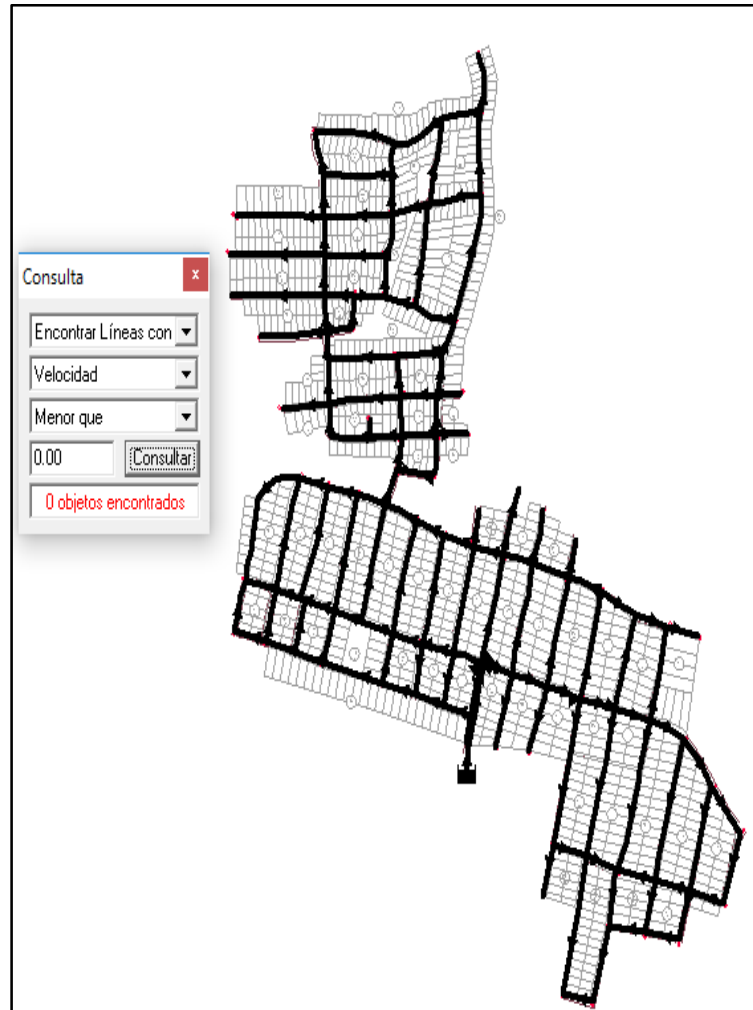 Consulta
x
Encontrar Líneas con
Velocidad
Menor que
0.00 Consultar
0 objetos encontrados